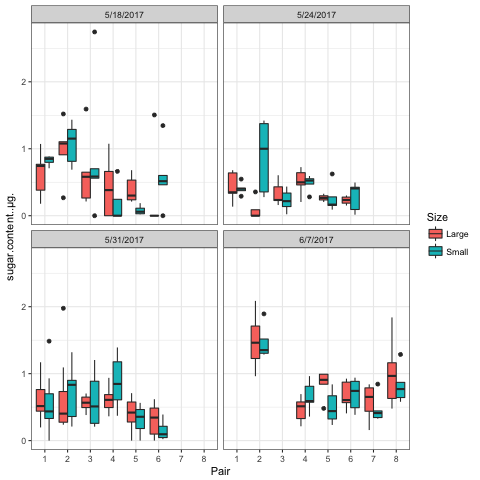 5/18/2017 5/24/2017
2
1
0
5/31/2017 6/7/2017
2
1
0
1 2 3 4 5 6 7 8 1 2 3 4 5 6 7 8
Pair
sugar.content..µg.
Size
Large
Small